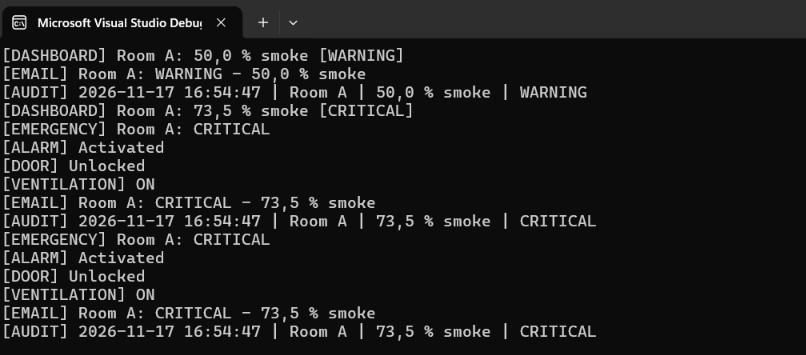 Microsoft Visual Studio Debug
[DASHBOARD] Room A: 50,0 % smoke [WARNING]
[EMAIL] Room A: WARNING - 50,0 % smoke
[AUDIT] 2026-11-17 16:54:47 | Room A | 50,0 % smoke | WARNING
[DASHBOARD] Room A: 73,5 % smoke [CRITICAL]
[EMERGENCY] Room A: CRITICAL
[ALARM] Activated
[DOOR] Unlocked
[VENTILATION] ON
[EMAIL] Room A: CRITICAL - 73,5 % smoke
[AUDIT] 2026-11-17 16:54:47 | Room A | 73,5 % smoke | CRITICAL
[EMERGENCY] Room A: CRITICAL
[ALARM] Activated
[DOOR] Unlocked
[VENTILATION] ON
[EMAIL] Room A: CRITICAL - 73,5 % smoke
[AUDIT] 2026-11-17 16:54:47 | Room A | 73,5 % smoke | CRITICAL